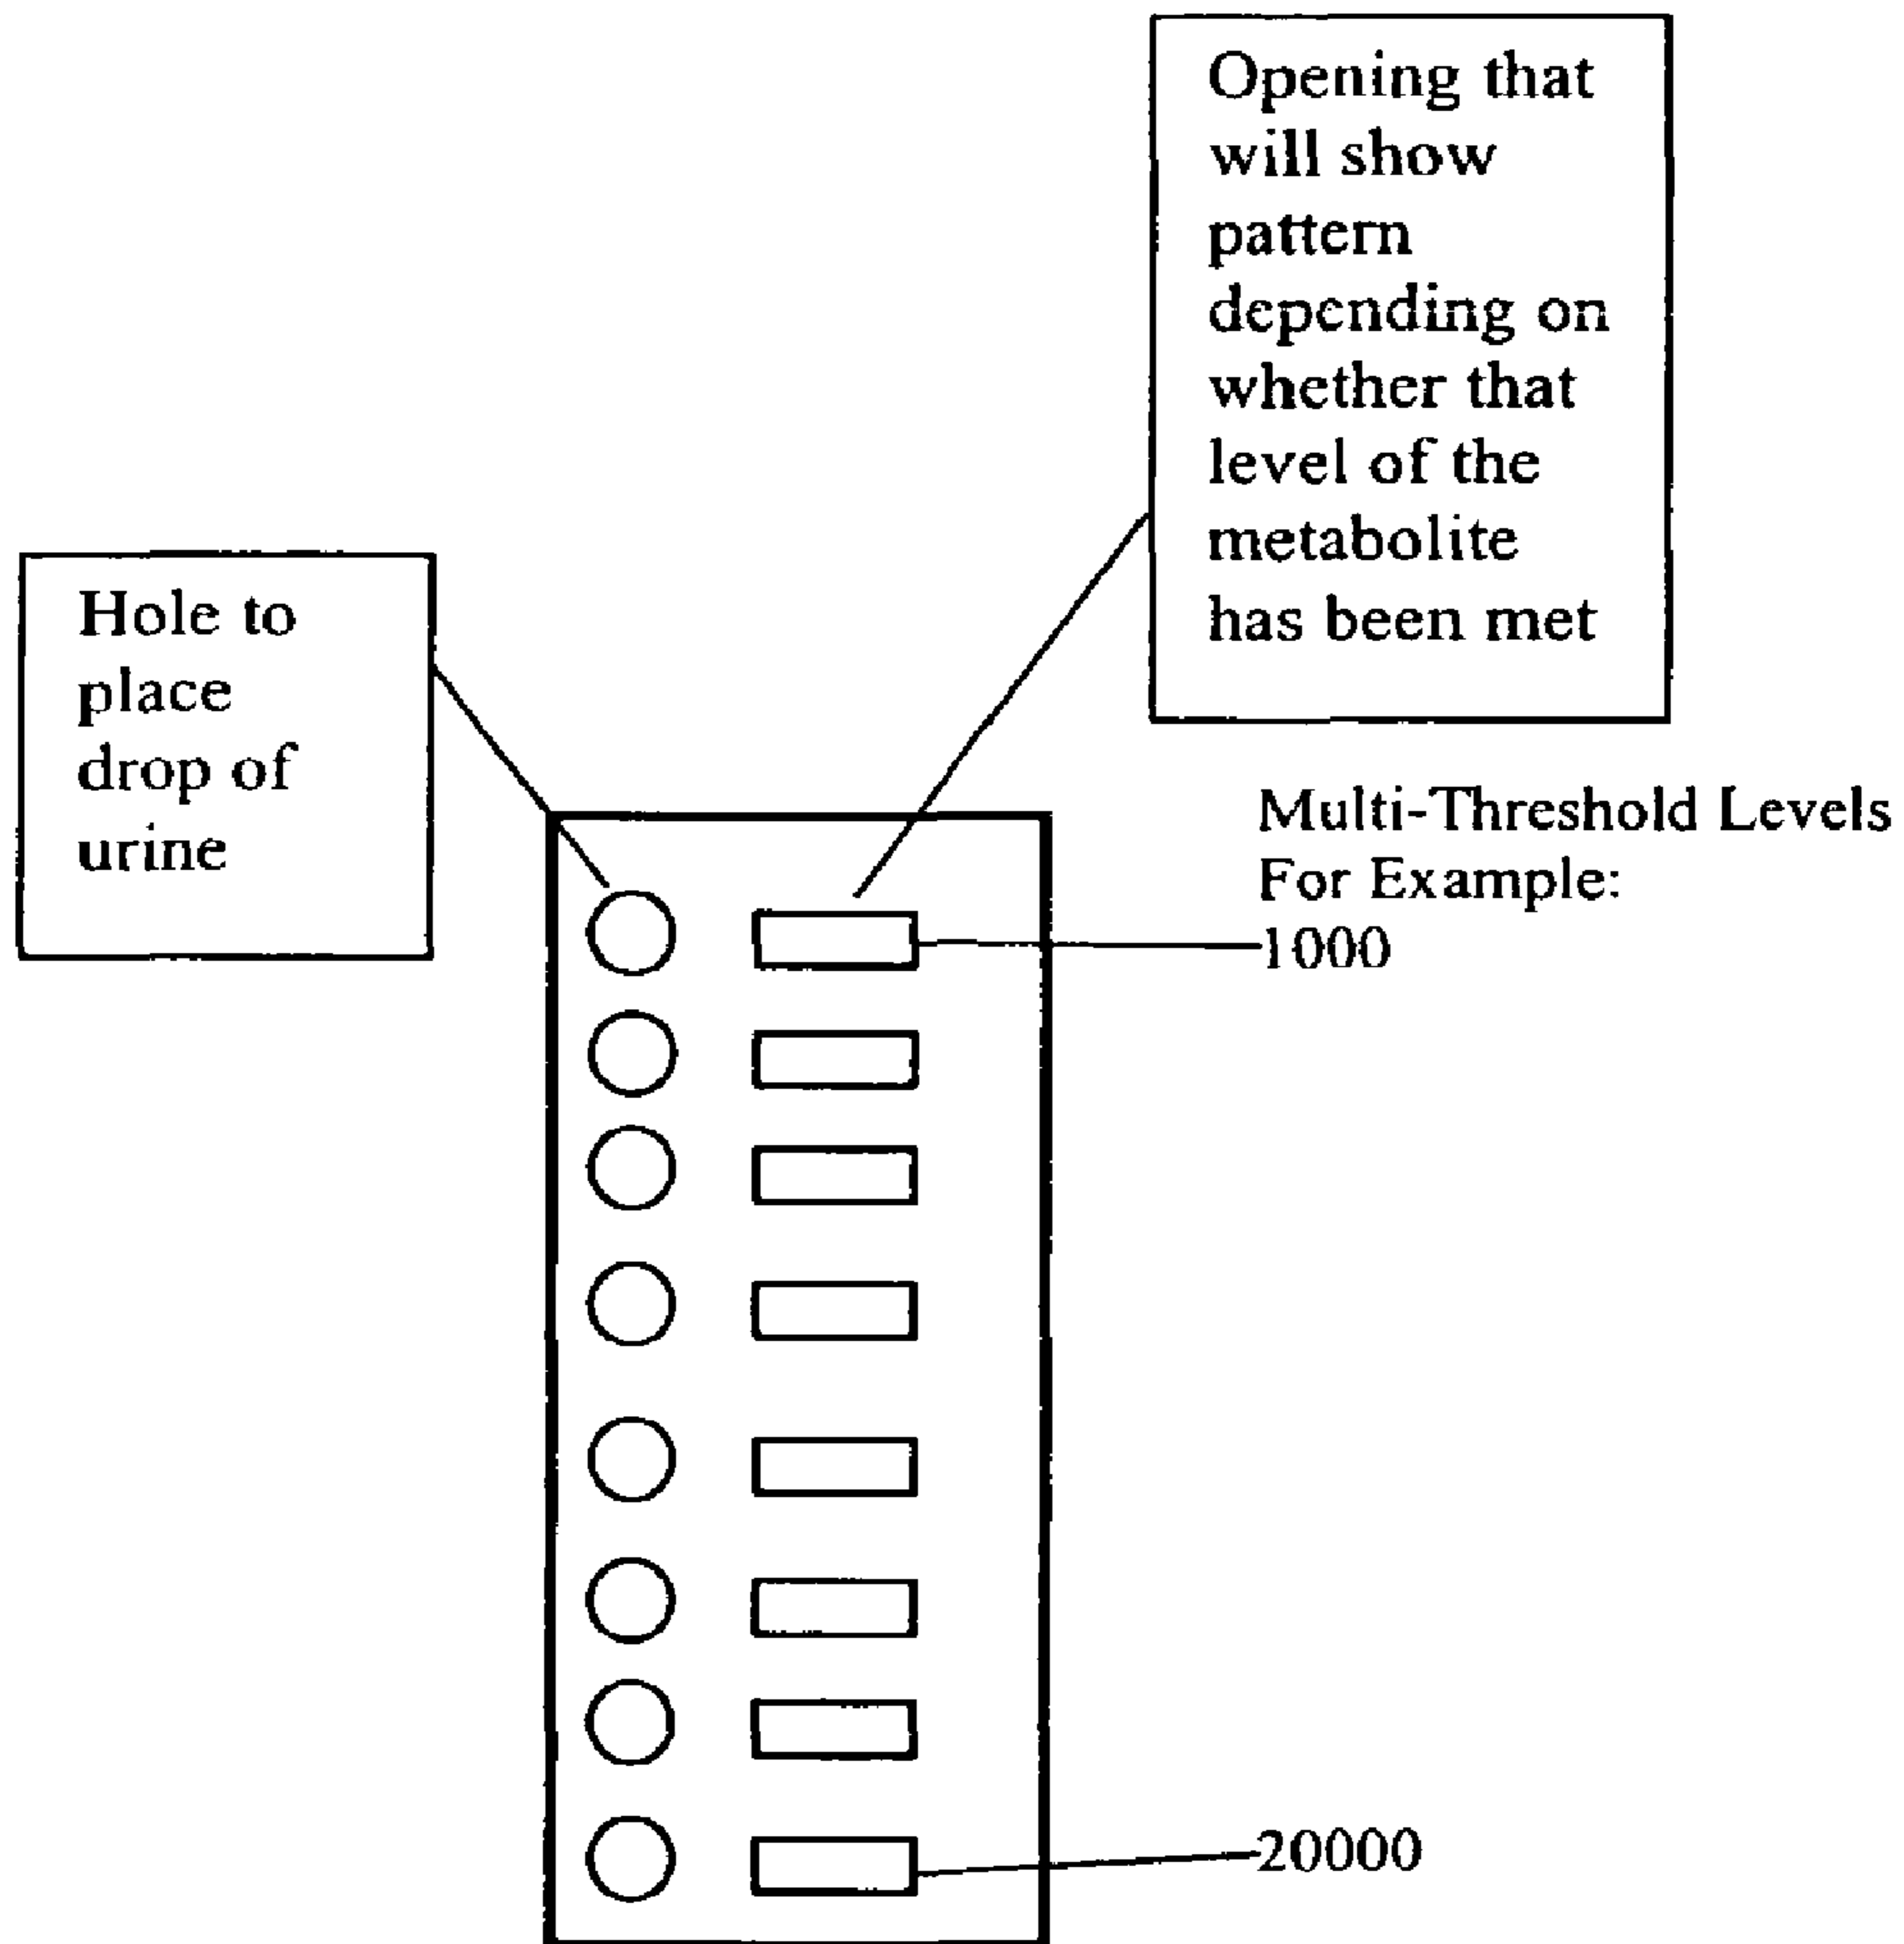 Opening that
will show
pattern
depending on
whether that
level of the
metabolite
has been met
Hole to
place
drop of
urine
Multi-Threshold Levels
For Example:
1000
20000